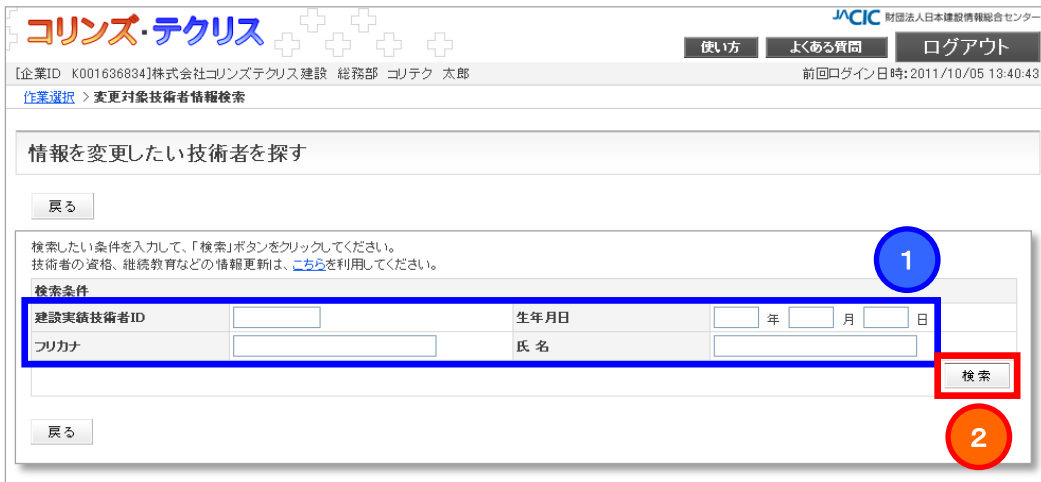 コリンズ・テクリス
JACIC 財団法人日本建設情報総合センター
使い方 よくある質問 ログアウト
[企業ID K001636834]株式会社コリンズテクリス建設 総務部 コリテク 太郎 前回ログイン日時:2011/10/05 13:40:43
作業選択 > 変更対象技術者情報検索
情報を変更したい技術者を探す
戻る
検索したい条件を入力して、「検索」ボタンをクリックしてください。
技術者の資格、継続教育などの情報更新は、こちらを利用してください。
1
検索条件
建設実績技術者ID 生年月日 年 月 日
フリガナ 氏 名
検索
戻る
2